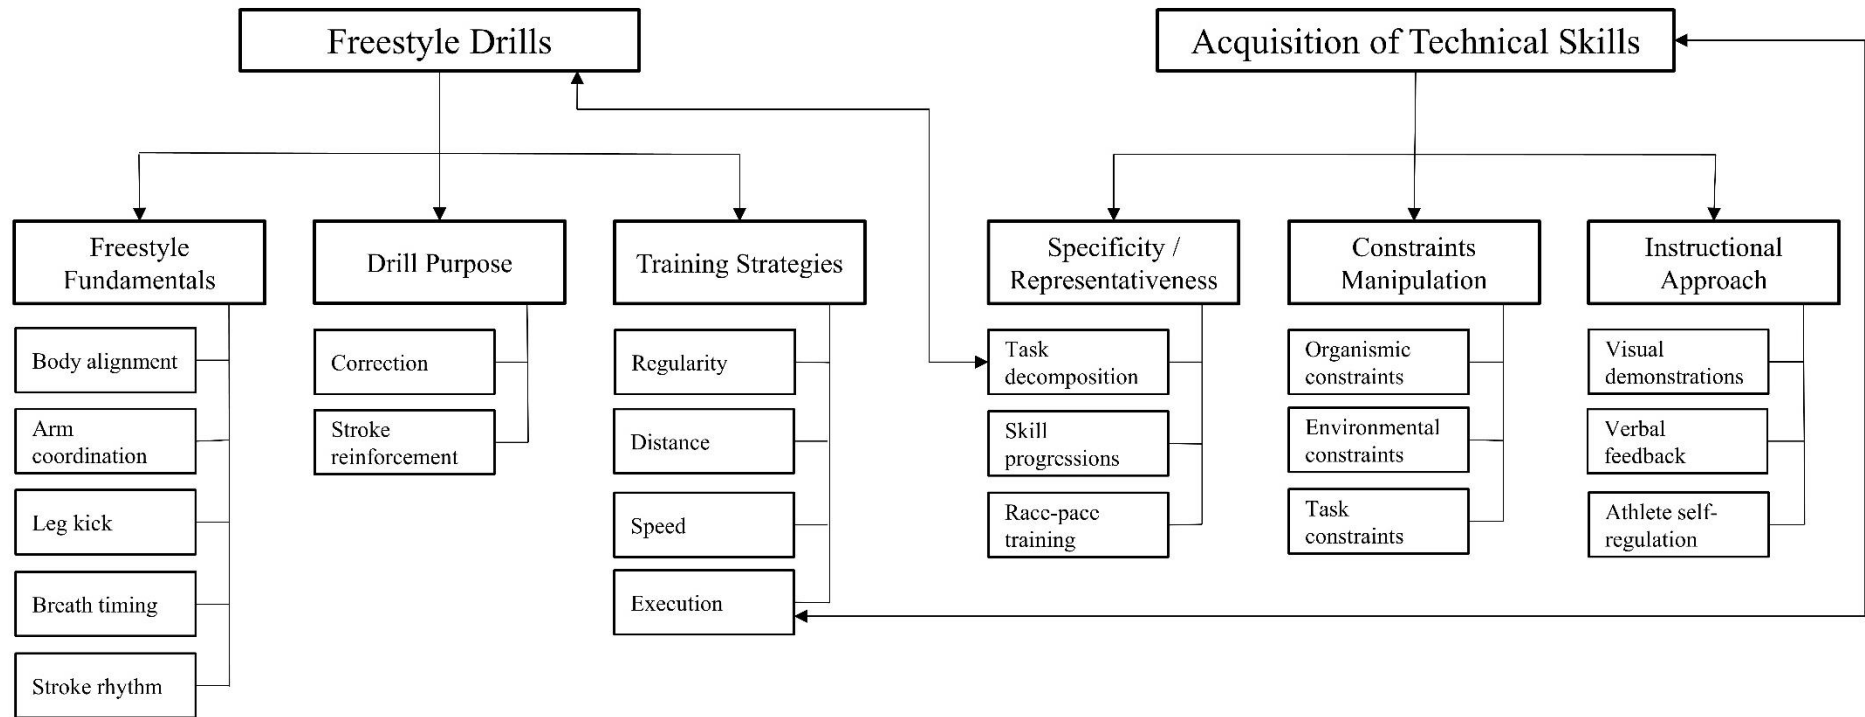 Freestyle Drills
Acquisition of Technical Skills
Freestyle
Fundamentals
Drill Purpose
Training Strategies
Specificity /
Representativeness
Constraints
Manipulation
Instructional
Approach
Body alignment
Arm
coordination
Leg kick
Breath timing
Stroke rhythm
Correction
Stroke
reinforcement
Regularity
Distance
Speed
Execution
Task
decomposition
Skill
progressions
Race-pace
training
Organismic
constraints
Environmental
constraints
Task
constraints
Visual
demonstrations
Verbal
feedback
Athlete self-
regulation